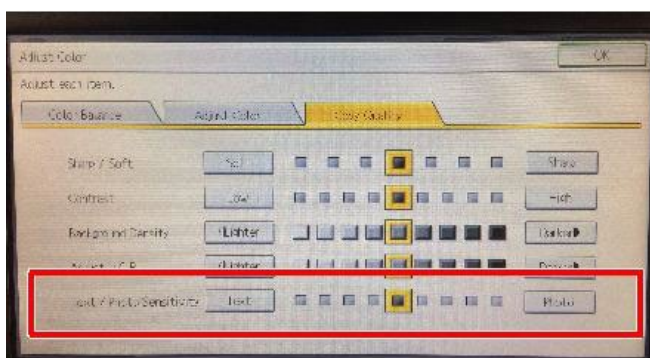 Adjust Color OK
Adjust each item.
Color Balance Adjust Color Copy Quality
Sharp / Soft Soft Sharp
Contrast Low High
Background Density Lighter Darker
Lighter Darker
Text / Photo Sensitivity Text Photo